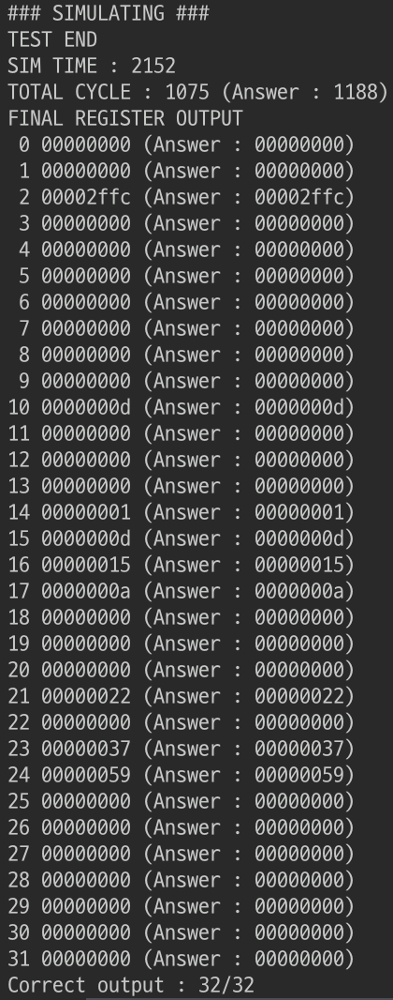 ### SIMULATING ###
TEST END
SIM TIME : 2152
TOTAL CYCLE : 1075 (Answer : 1188)
FINAL REGISTER OUTPUT
 0 00000000 (Answer : 00000000)
 1 00000000 (Answer : 00000000)
 2 00002ffc (Answer : 00002ffc)
 3 00000000 (Answer : 00000000)
 4 00000000 (Answer : 00000000)
 5 00000000 (Answer : 00000000)
 6 00000000 (Answer : 00000000)
 7 00000000 (Answer : 00000000)
 8 00000000 (Answer : 00000000)
 9 00000000 (Answer : 00000000)
10 0000000d (Answer : 0000000d)
11 00000000 (Answer : 00000000)
12 00000000 (Answer : 00000000)
13 00000000 (Answer : 00000000)
14 00000001 (Answer : 00000001)
15 0000000d (Answer : 0000000d)
16 00000015 (Answer : 00000015)
17 0000000a (Answer : 0000000a)
18 00000000 (Answer : 00000000)
19 00000000 (Answer : 00000000)
20 00000000 (Answer : 00000000)
21 00000022 (Answer : 00000022)
22 00000000 (Answer : 00000000)
23 00000037 (Answer : 00000037)
24 00000059 (Answer : 00000059)
25 00000000 (Answer : 00000000)
26 00000000 (Answer : 00000000)
27 00000000 (Answer : 00000000)
28 00000000 (Answer : 00000000)
29 00000000 (Answer : 00000000)
30 00000000 (Answer : 00000000)
31 00000000 (Answer : 00000000)
Correct output : 32/32